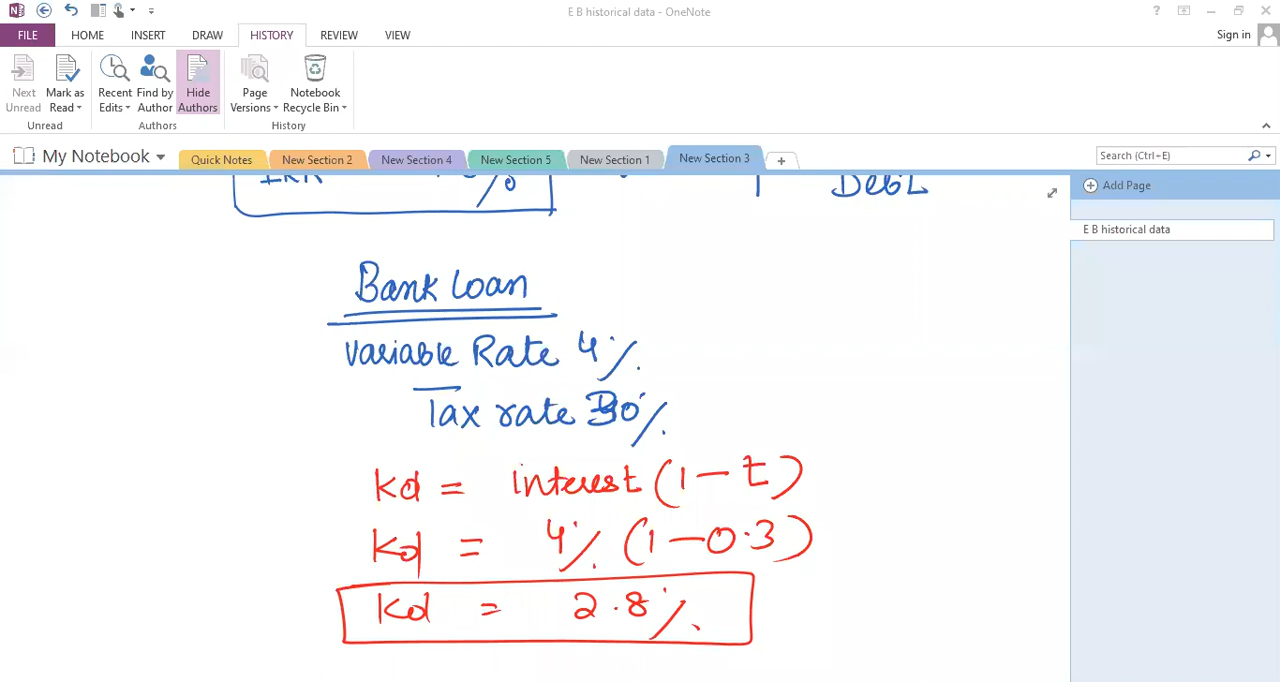 E B historical data - OneNote
Sign in
FILE HOME INSERT DRAW HISTORY REVIEW VIEW
Next Unread
Mark as Read
Recent Edits
Find by Author
Hide Authors
Page Versions
Notebook Recycle Bin
Unread Authors History
My Notebook Quick Notes New Section 2 New Section 4 New Section 5 New Section 1 New Section 3 +
Search (Ctrl+E)
Add Page
E B historical data
IRR %
Debt
Bank Loan
Variable Rate 4%
Tax rate 30%
Kd = interest (1 - t)
Kd = 4% (1 - 0.3)
Kd = 2.8%